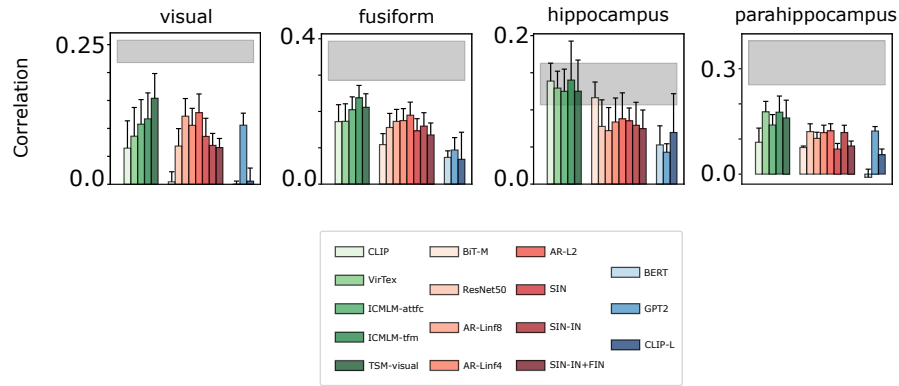 visual
fusiform
hippocampus
parahippocampus
Correlation
0.25
0.0
0.4
0.0
0.2
0.0
0.3
0.0
CLIP
VirTex
ICMLM-attfc
ICMLM-tfm
TSM-visual
BiT-M
ResNet50
AR-Linf8
AR-Linf4
AR-L2
SIN
SIN-IN
SIN-IN+FIN
BERT
GPT2
CLIP-L